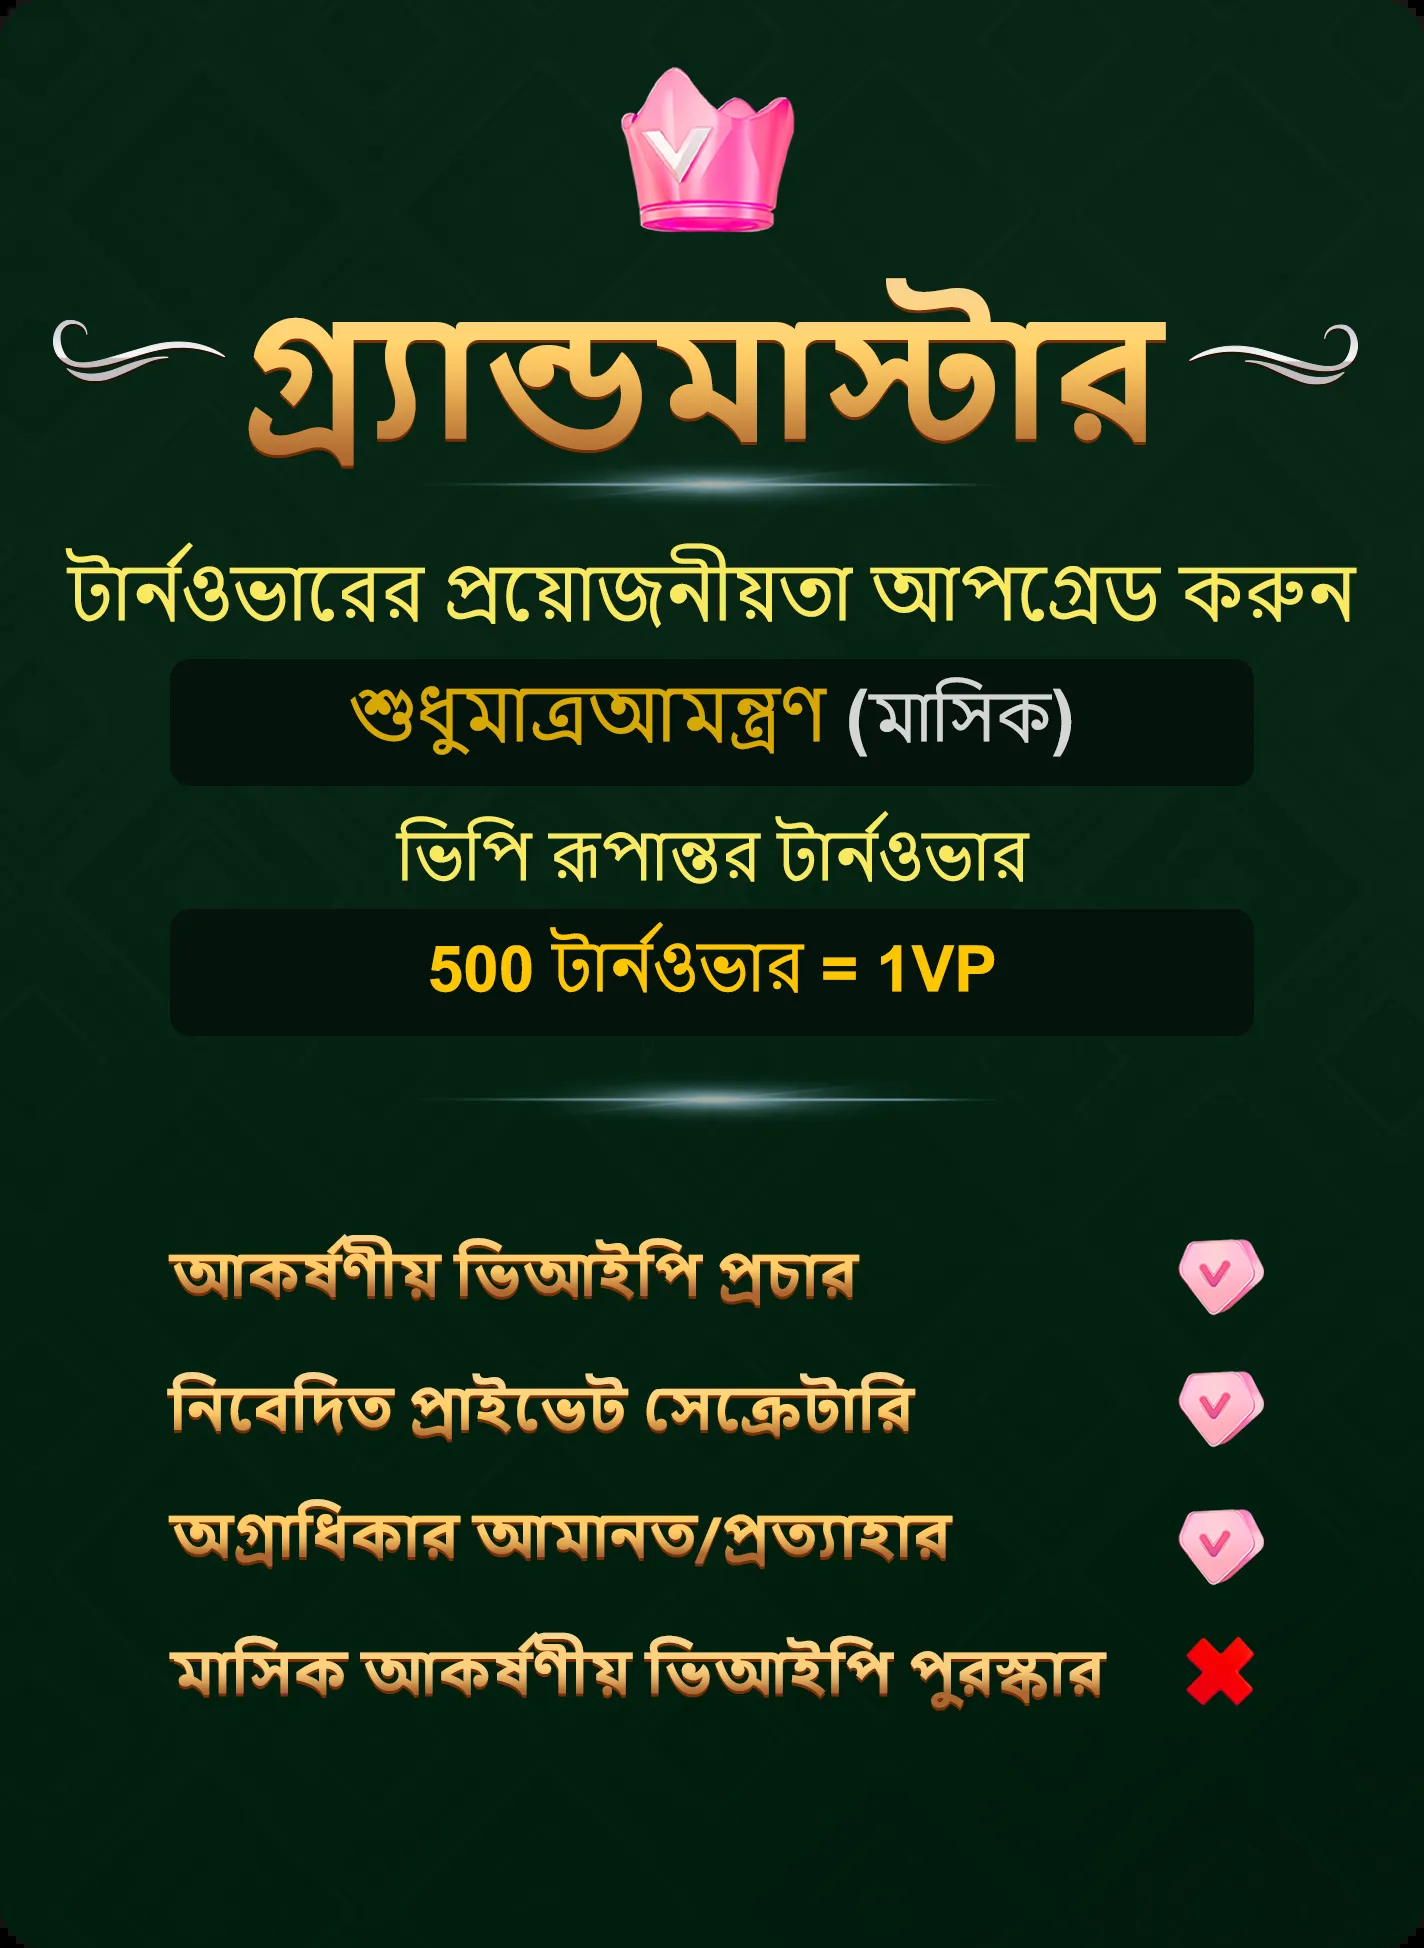 গ্র্যান্ডমাস্টার
টার্নওভারের প্রয়োজনীয়তা আপগ্রেড করুন
শুধুমাত্রআমন্ত্রণ (মাসিক)
ভিপি রূপান্তর টার্নওভার
500 টার্নওভার = 1VP
আকর্ষণীয় ভিআইপি প্রচার
নিবেদিত প্রাইভেট সেক্রেটারি
অগ্রাধিকার আমানত/প্রত্যাহার
মাসিক আকর্ষণীয় ভিআইপি পুরস্কার